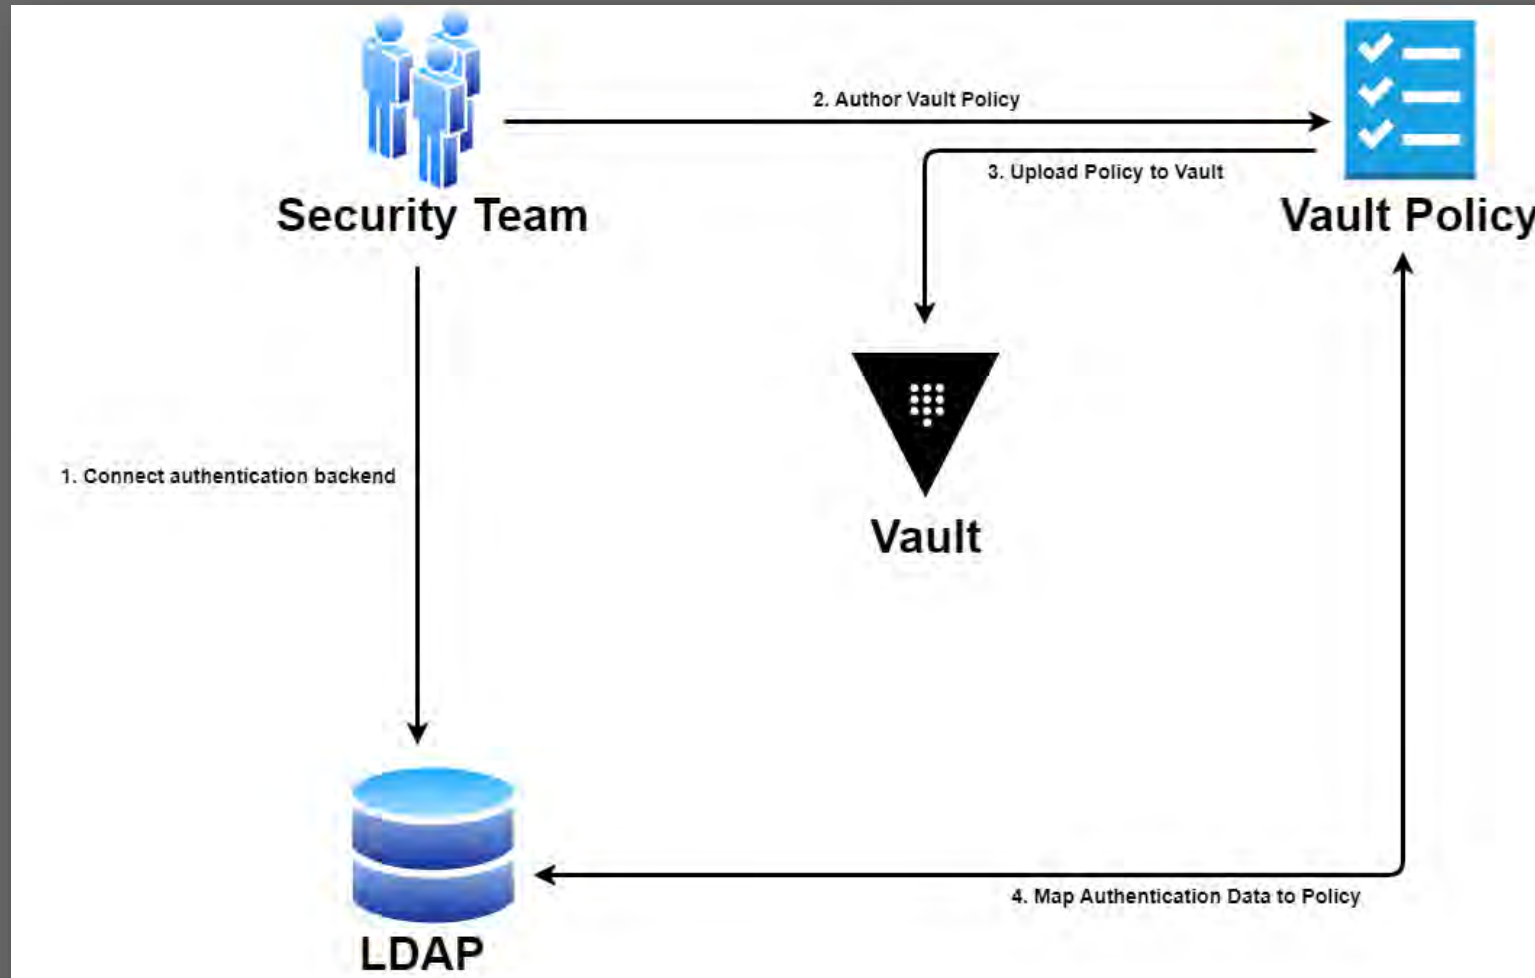 2. Author Vault Policy
3. Upload Policy to Vault
Security Team
Vault Policy
1. Connect authentication backend
Vault
4. Map Authentication Data to Policy
LDAP